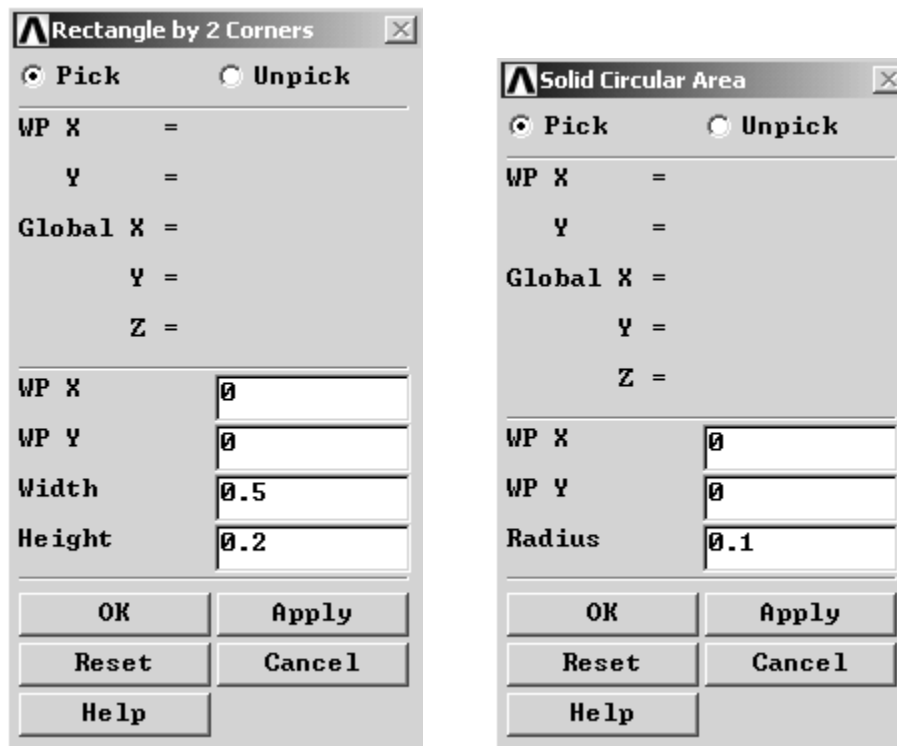 Rectangle by 2 Corners
Pick Unpick
WP X =
Y =
Global X =
Y =
Z =
WP X 0
WP Y 0
Width 0.5
Height 0.2
OK Apply
Reset Cancel
Help
Solid Circular Area
Pick Unpick
WP X =
Y =
Global X =
Y =
Z =
WP X 0
WP Y 0
Radius 0.1
OK Apply
Reset Cancel
Help